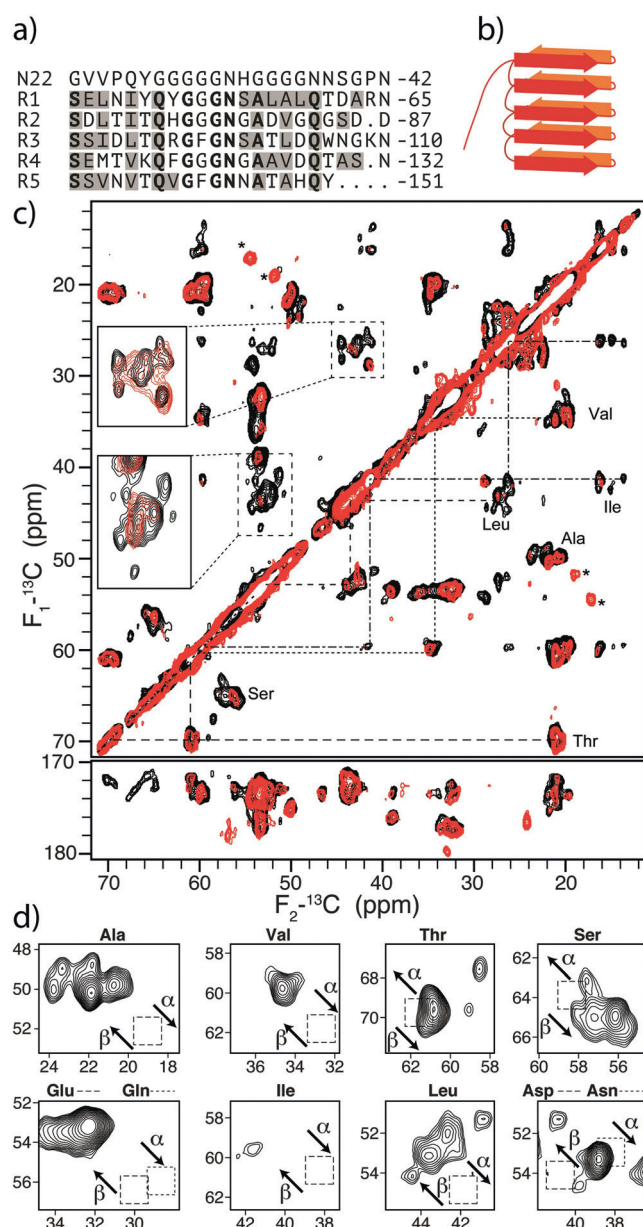 a)
b)
N22 GVVPQYGGGGGNHGGGGNNSGPN -42
R1 SELNIYQYGGGNSALALQTDARN -65
R2 SDLTITQHGGGNGADVGQGSD.D -87
R3 SSIDLTQRGFGNSATLDQWNGKN -110
R4 SEMTVKQFGGGNGAAVDQTAS.N -132
R5 SSVNVTQVGFGNNATAHQY.... -151
c)
20
30
40
50
60
70
170
180
F1-13C (ppm)
*
*
Val
Ile
Leu
Ala
*
*
Ser
Thr
70 60 50 40 30 20
F2-13C (ppm)
d)
Ala Val Thr Ser
48
50
52
α
β
24 22 20 18
58
60
62
α
β
36 34 32
68
70
α
β
62 60 58
62
64
66
α
β
60 58 56
Glu Gln Ile Leu Asp Asn
52
54
56
α
β
34 32 30
58
60
62
α
β
42 40 38
52
54
α
β
44 42
52
54
α
β
40 38